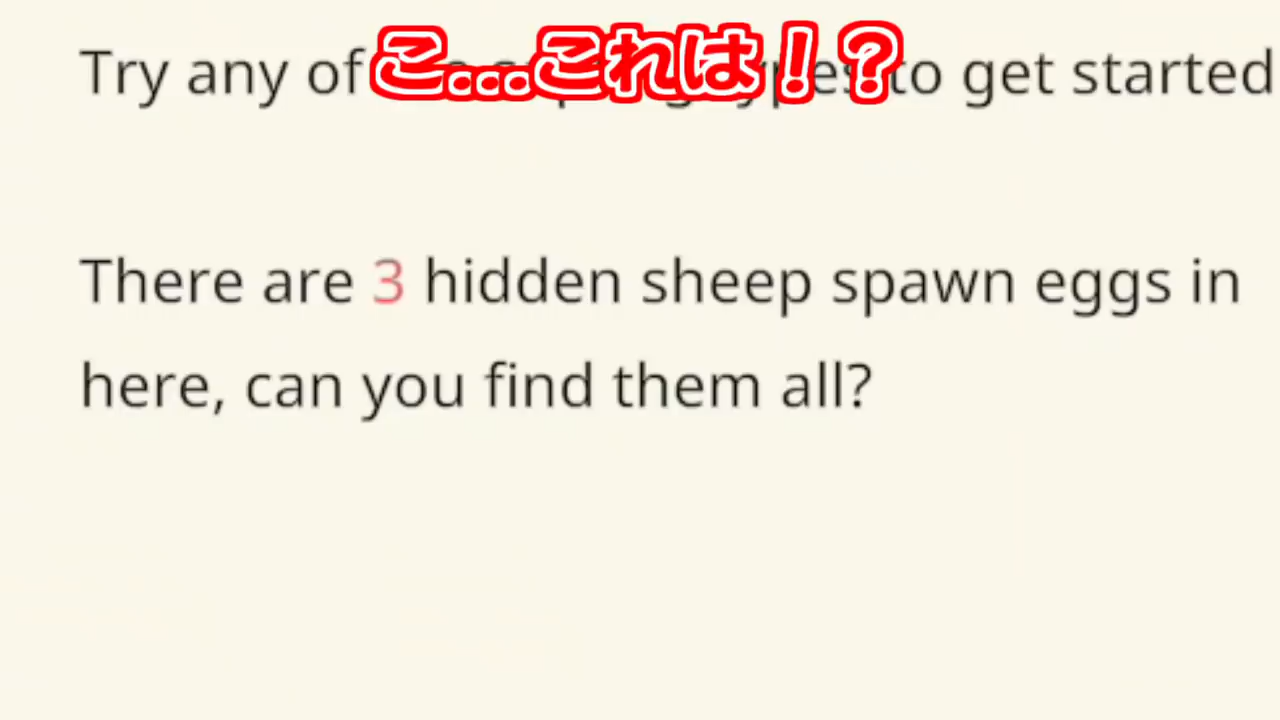 こ...これは！？
Try any of to get started
There are 3 hidden sheep spawn eggs in
here, can you find them all?